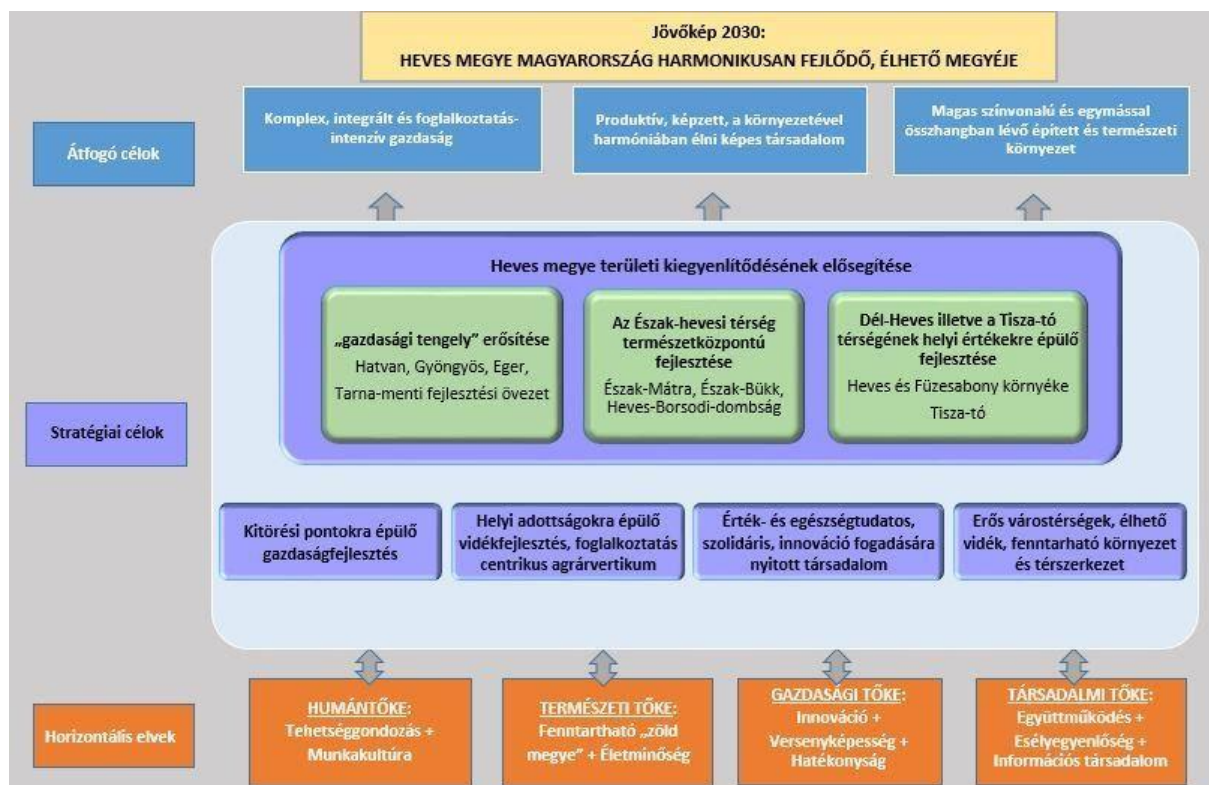 Jövőkép 2030:
HEVES MEGYE MAGYARORSZÁG HARMONIKUSAN FEJLŐDŐ, ÉLHETŐ MEGYÉJE
Átfogó célok
Komplex, integrált és foglalkoztatás-
intenzív gazdaság
Produktív, képzett, a környezetével
harmóniában élni képes társadalom
Magas színvonalú és egymással
összhangban lévő épített és természeti
környezet
Stratégiai célok
Heves megye területi kiegyenlítődésének elősegítése
„gazdasági tengely” erősítése
Hatvan, Gyöngyös, Eger,
Tarna-menti fejlesztési övezet
Az Észak-hevesi térség
természetközpontú
fejlesztése
Észak-Mátra, Észak-Bükk,
Heves-Borsodi-dombság
Dél-Heves illetve a Tisza-tó
térségének helyi értékekre épülő
fejlesztése
Heves és Füzesabony környéke
Tisza-tó
Kitörési pontokra épülő
gazdaságfejlesztés
Helyi adottságokra épülő
vidékfejlesztés, foglalkoztatás
centrikus agrárvertikum
Érték- és egészségtudatos,
szolidáris, innováció fogadására
nyitott társadalom
Erős várostérségek, élhető
vidék, fenntarható környezet
és térszerkezet
Horizontális elvek
HUMÁNTŐKE:
Tehetséggondozás +
Munkakultúra
TERMÉSZETI TŐKE:
Fenntartható „zöld
megye” + Életminőség
GAZDASÁGI TŐKE:
Innováció +
Versenyképesség +
Hatékonyság
TÁRSADALMI TŐKE:
Együttműködés +
Esélyegyenlőség +
Információs társadalom